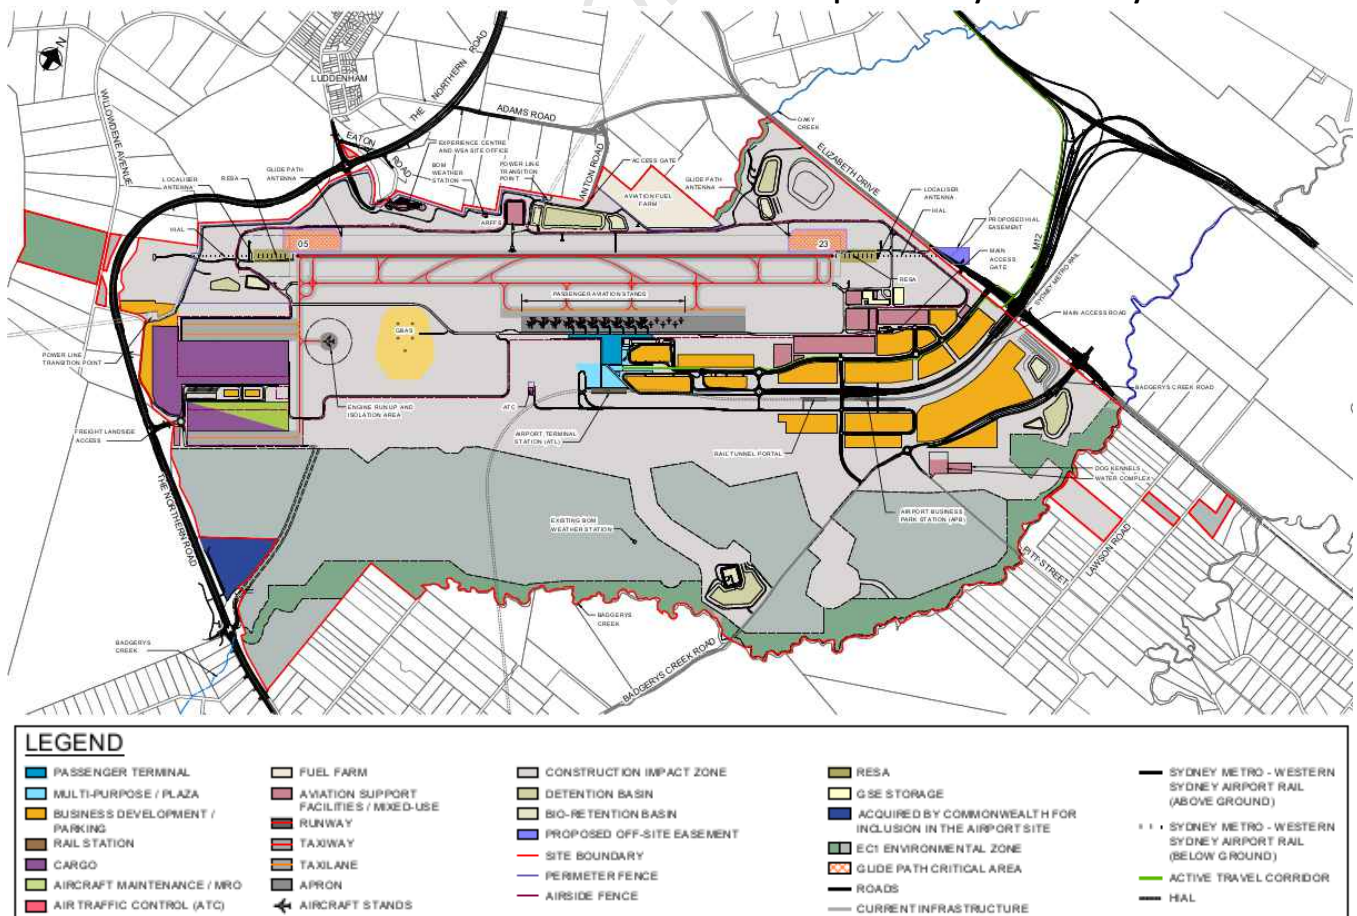 N
LUDDENHAM
THE NORTHERN ROAD
WILLOWDENE AVENUE
ADAMS ROAD
EATON ROAD
ANTON ROAD
OAKY
CREEK
ELIZABETH DRIVE
EXPERIENCE CENTRE
AND WSA SITE OFFICE
BOM
WEATHER
STATION
POWER LINE
TRANSITION
POINT
ACCESS GATE
GLIDE PATH
ANTENNA
LOCALISER
ANTENNA
RESA
GLIDE PATH
ANTENNA
AVIATION FUEL
FARM
LOCALISER
ANTENNA
HIAL
PROPOSED HIAL
EASEMENT
MAIN
ACCESS
GATE
HIAL
ARFFS
05
23
RESA
M12
SYDNEY METRO RAIL
MAIN ACCESS ROAD
PASSENGER AVIATION STANDS
GBAS
POWER LINE
TRANSITION POINT
BADGERYS CREEK ROAD
ENGINE RUN UP AND
ISOLATION AREA
ATC
FREIGHT LANDSIDE
ACCESS
AIRPORT TERMINAL
STATION (ATL)
RAIL TUNNEL PORTAL
DOG KENNELS
WATER COMPLEX
THE NORTHERN ROAD
EXISTING BOM
WEATHER STATION
AIRPORT BUSINESS
PARK STATION (APB)
PITT STREET
LAWSON ROAD
BADGERYS
CREEK
BADGERYS
CREEK
BADGERYS CREEK ROAD
LEGEND
PASSENGER TERMINAL
MULTI-PURPOSE / PLAZA
BUSINESS DEVELOPMENT /
PARKING
RAIL STATION
CARGO
AIRCRAFT MAINTENANCE / MRO
AIR TRAFFIC CONTROL (ATC)
FUEL FARM
AVIATION SUPPORT
FACILITIES / MIXED-USE
RUNWAY
TAXIWAY
TAXILANE
APRON
AIRCRAFT STANDS
CONSTRUCTION IMPACT ZONE
DETENTION BASIN
BIO-RETENTION BASIN
PROPOSED OFF-SITE EASEMENT
SITE BOUNDARY
PERIMETER FENCE
AIRSIDE FENCE
RESA
GSE STORAGE
ACQUIRED BY COMMONWEALTH FOR
INCLUSION IN THE AIRPORT SITE
EC1 ENVIRONMENTAL ZONE
GLIDE PATH CRITICAL AREA
ROADS
CURRENT INFRASTRUCTURE
SYDNEY METRO - WESTERN
SYDNEY AIRPORT RAIL
(ABOVE GROUND)
SYDNEY METRO - WESTERN
SYDNEY AIRPORT RAIL
(BELOW GROUND)
ACTIVE TRAVEL CORRIDOR
HIAL